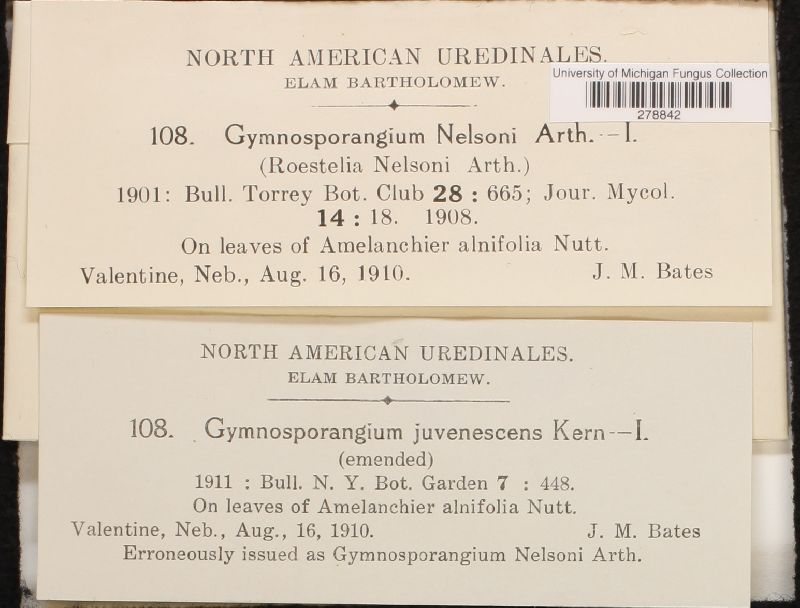 NORTH AMERICAN UREDINALES.
ELAM BARTHOLOMEW.
University of Michigan Fungus Collection
278842
108. Gymnosporangium Nelsoni Arth.--I.
(Roestelia Nelsoni Arth.)
1901: Bull. Torrey Bot. Club 28 : 665; Jour. Mycol.
14 : 18. 1908.
On leaves of Amelanchier alnifolia Nutt.
Valentine, Neb., Aug. 16, 1910. J. M. Bates
NORTH AMERICAN UREDINALES.
ELAM BARTHOLOMEW.
108. Gymnosporangium juvenescens Kern--I.
(emended)
1911 : Bull. N. Y. Bot. Garden 7 : 448.
On leaves of Amelanchier alnifolia Nutt.
Valentine, Neb., Aug., 16, 1910. J. M. Bates
Erroneously issued as Gymnosporangium Nelsoni Arth.